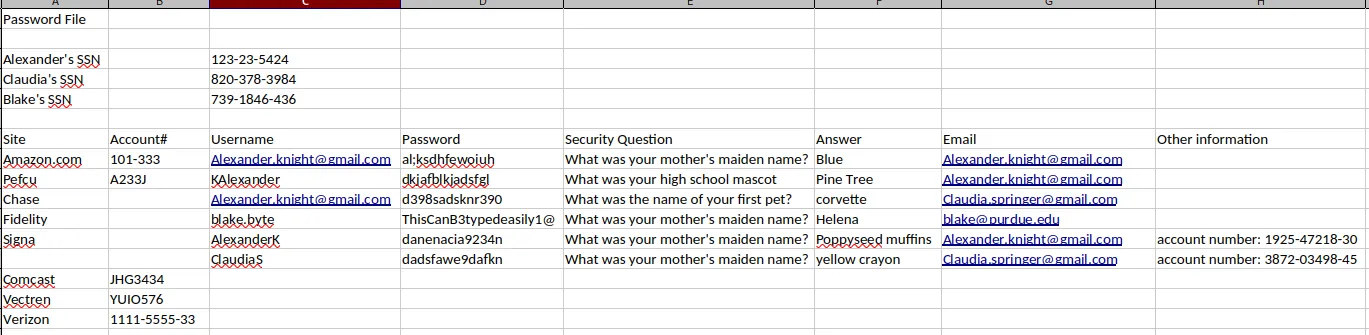 A B C D E F G H
Password File
Alexander's SSN 123-23-5424
Claudia's SSN 820-378-3984
Blake's SSN 739-1846-436
Site Account# Username Password Security Question Answer Email Other information
Amazon.com 101-333 Alexander.knight@gmail.com al;ksdhfewoiuh What was your mother's maiden name? Blue Alexander.knight@gmail.com
Pefcu A233J KAlexander dkjafblkjadsfgl What was your high school mascot Pine Tree Alexander.knight@gmail.com
Chase Alexander.knight@gmail.com d398sadsknr390 What was the name of your first pet? corvette Claudia.springer@gmail.com
Fidelity blake.byte ThisCanB3typedeasily1@ What was your mother's maiden name? Helena blake@purdue.edu
Signa AlexanderK danenacia9234n What was your mother's maiden name? Poppyseed muffins Alexander.knight@gmail.com account number: 1925-47218-30
ClaudiaS dadsfawe9dafkn What was your mother's maiden name? yellow crayon Claudia.springer@gmail.com account number: 3872-03498-45
Comcast JHG3434
Vectren YUIO576
Verizon 1111-5555-33